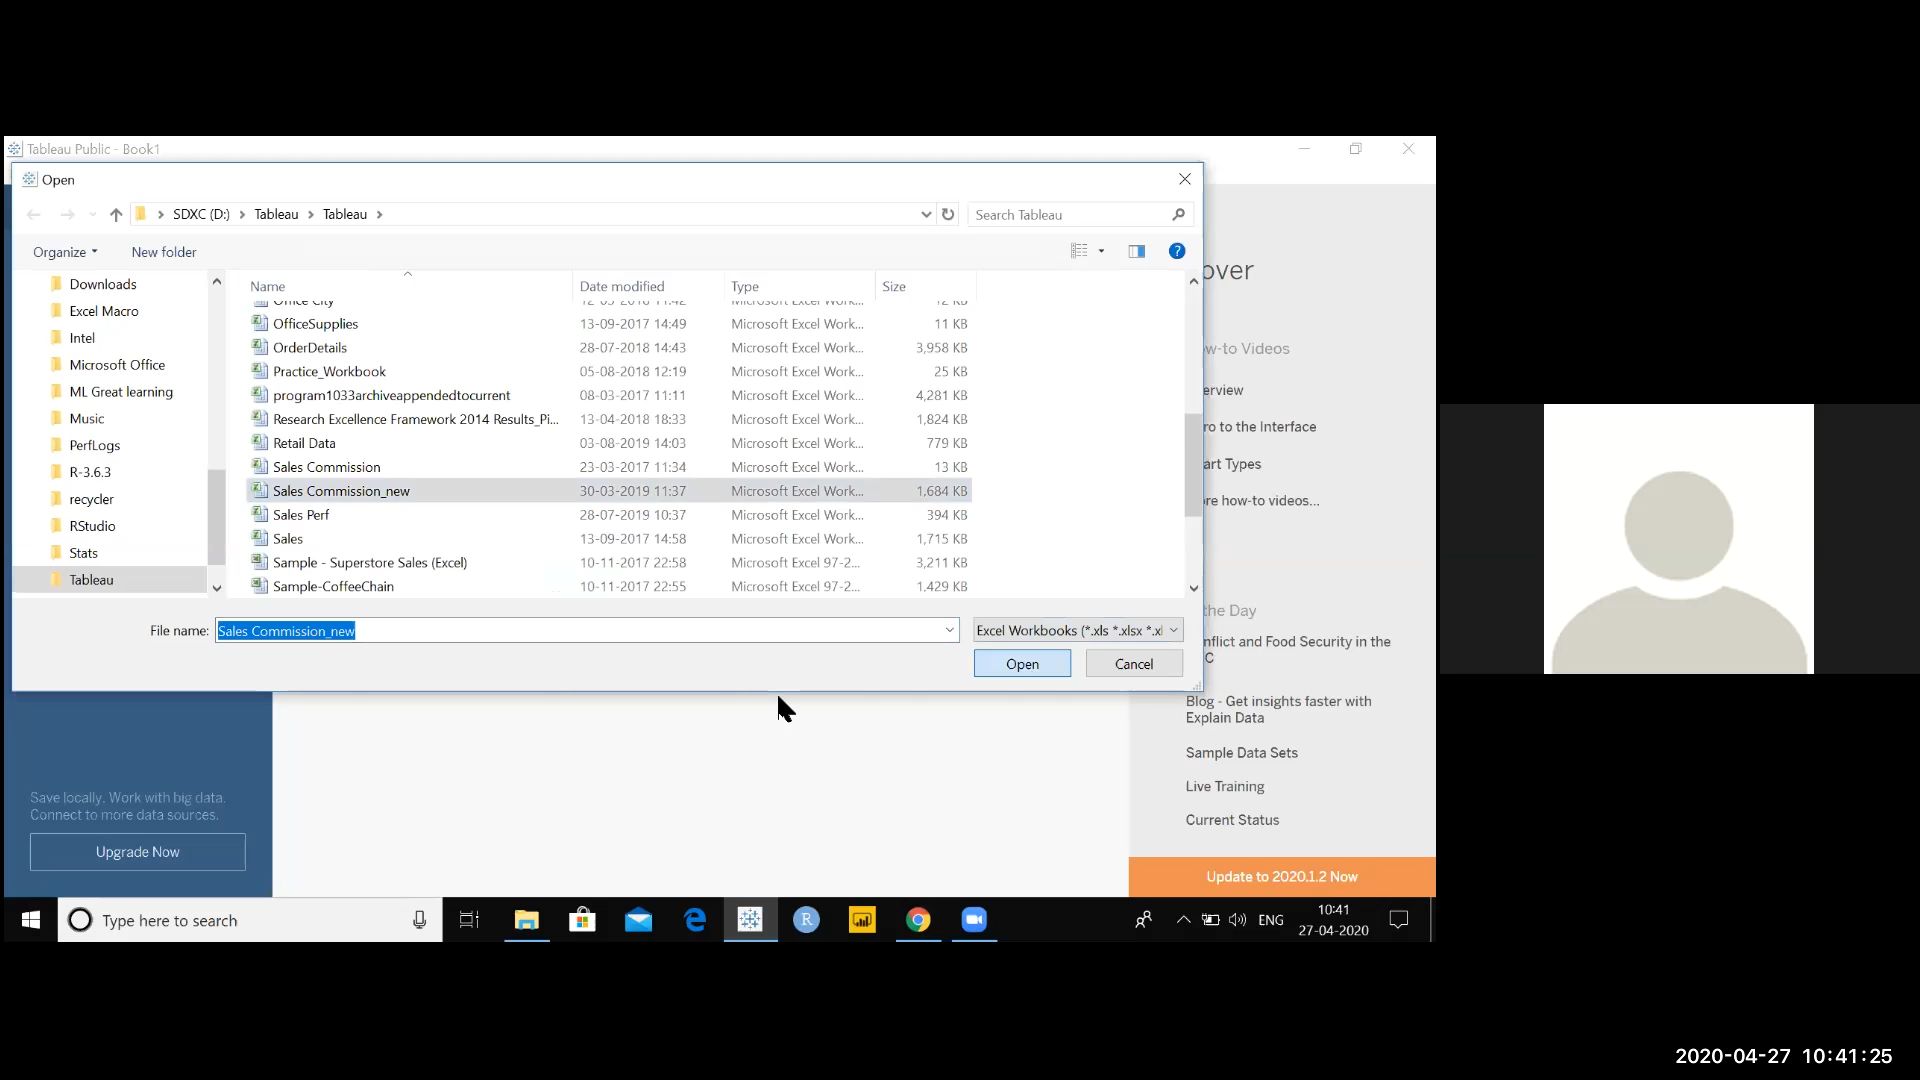 Tableau Public - Book1
Open
SDXC (D:) > Tableau > Tableau >
Search Tableau
Organize
New folder
?
Downloads
Excel Macro
Intel
Microsoft Office
ML Great learning
Music
PerfLogs
R-3.6.3
recycler
RStudio
Stats
Tableau
Name Date modified Type Size
Office City 12-05-2018 11:42 Microsoft Excel Work... 12 KB
OfficeSupplies 13-09-2017 14:49 Microsoft Excel Work... 11 KB
OrderDetails 28-07-2018 14:43 Microsoft Excel Work... 3,958 KB
Practice_Workbook 05-08-2018 12:19 Microsoft Excel Work... 25 KB
program1033archiveappendedtocurrent 08-03-2017 11:11 Microsoft Excel Work... 4,281 KB
Research Excellence Framework 2014 Results_Pi... 13-04-2018 18:33 Microsoft Excel Work... 1,824 KB
Retail Data 03-08-2019 14:03 Microsoft Excel Work... 779 KB
Sales Commission 23-03-2017 11:34 Microsoft Excel Work... 13 KB
Sales Commission_new 30-03-2019 11:37 Microsoft Excel Work... 1,684 KB
Sales Perf 28-07-2019 10:37 Microsoft Excel Work... 394 KB
Sales 13-09-2017 14:58 Microsoft Excel Work... 1,715 KB
Sample - Superstore Sales (Excel) 10-11-2017 22:58 Microsoft Excel 97-2... 3,211 KB
Sample-CoffeeChain 10-11-2017 22:55 Microsoft Excel 97-2... 1,429 KB
File name: Sales Commission_new
Excel Workbooks (*.xls *.xlsx *.xl
Open
Cancel
over
w-to Videos
erview
ro to the Interface
art Types
re how-to videos...
the Day
nflict and Food Security in the
C
Blog - Get insights faster with
Explain Data
Sample Data Sets
Live Training
Current Status
Update to 2020.1.2 Now
Save locally. Work with big data.
Connect to more data sources.
Upgrade Now
Type here to search
R
ENG
10:41
27-04-2020
2020-04-27 10:41:25